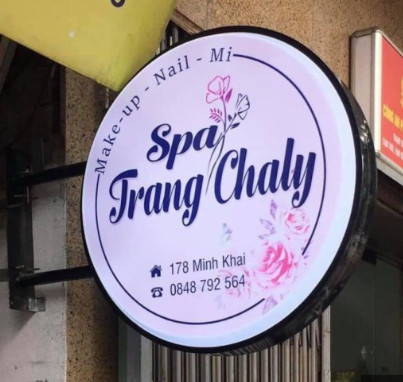 Make-up - Nail - Mi
Spa
Trang Chaly
178 Minh Khai
0848 792 564